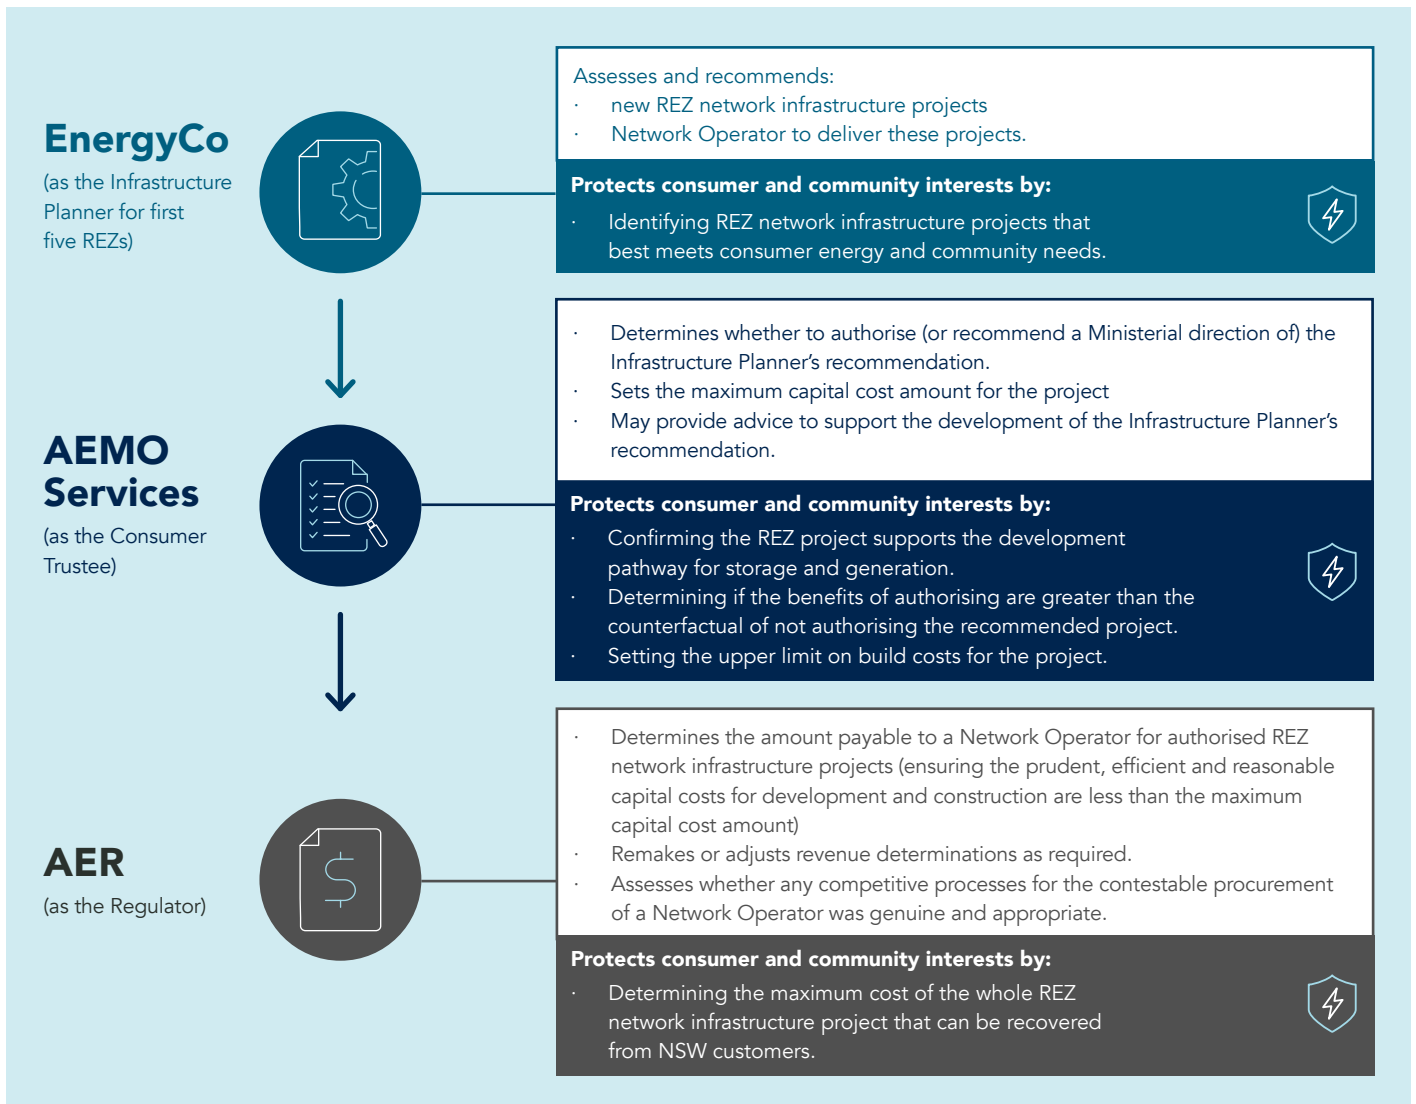 EnergyCo
(as the Infrastructure
Planner for first
five REZs)
Assesses and recommends:
· new REZ network infrastructure projects
· Network Operator to deliver these projects.
Protects consumer and community interests by:
· Identifying REZ network infrastructure projects that
best meets consumer energy and community needs.
AEMO
Services
(as the Consumer
Trustee)
· Determines whether to authorise (or recommend a Ministerial direction of) the
Infrastructure Planner’s recommendation.
· Sets the maximum capital cost amount for the project
· May provide advice to support the development of the Infrastructure Planner’s
recommendation.
Protects consumer and community interests by:
· Confirming the REZ project supports the development
pathway for storage and generation.
· Determining if the benefits of authorising are greater than the
counterfactual of not authorising the recommended project.
· Setting the upper limit on build costs for the project.
AER
(as the Regulator)
· Determines the amount payable to a Network Operator for authorised REZ
network infrastructure projects (ensuring the prudent, efficient and reasonable
capital costs for development and construction are less than the maximum
capital cost amount)
· Remakes or adjusts revenue determinations as required.
· Assesses whether any competitive processes for the contestable procurement
of a Network Operator was genuine and appropriate.
Protects consumer and community interests by:
· Determining the maximum cost of the whole REZ
network infrastructure project that can be recovered
from NSW customers.
$